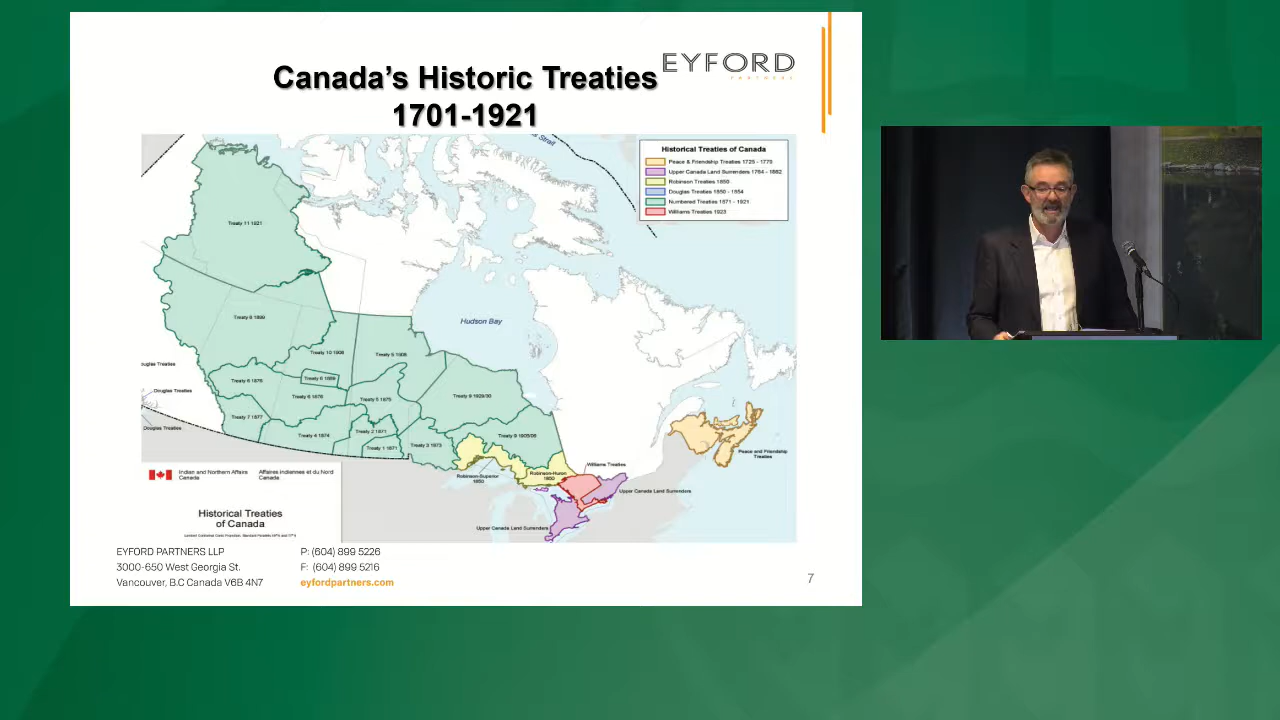 EYFORD
PARTNERS
Canada's Historic Treaties
1701-1921
Strait
Historical Treaties of Canada
Peace & Friendship Treaties 1725 - 1779
Upper Canada Land Surrenders 1764 - 1862
Robinson Treaties 1850
Douglas Treaties 1850 - 1854
Numbered Treaties 1871 - 1921
Williams Treaties 1923
Treaty 11 1921
Hudson Bay
Treaty 8 1899
Treaty 10 1906
Treaty 5 1908
Douglas Treaties
Douglas Treaties
Douglas Treaties
Treaty 6 1876
Treaty 6 1889
Treaty 6 1876
Treaty 5 1875
Treaty 9 1929/30
Treaty 7 1877
Treaty 4 1874
Treaty 2 1871
Treaty 1 1871
Treaty 3 1873
Treaty 9 1905/06
Peace and Friendship
Treaties
Williams Treaties
Robinson-Superior
1850
Robinson-Huron
1850
Upper Canada Land Surrenders
Upper Canada Land Surrenders
Indian and Northern Affairs
Canada
Affaires indiennes et du Nord
Canada
Historical Treaties
of Canada
EYFORD PARTNERS LLP
3000-650 West Georgia St.
Vancouver, B.C Canada V6B 4N7
P: (604) 899 5226
F: (604) 899 5216
eyfordpartners.com
7